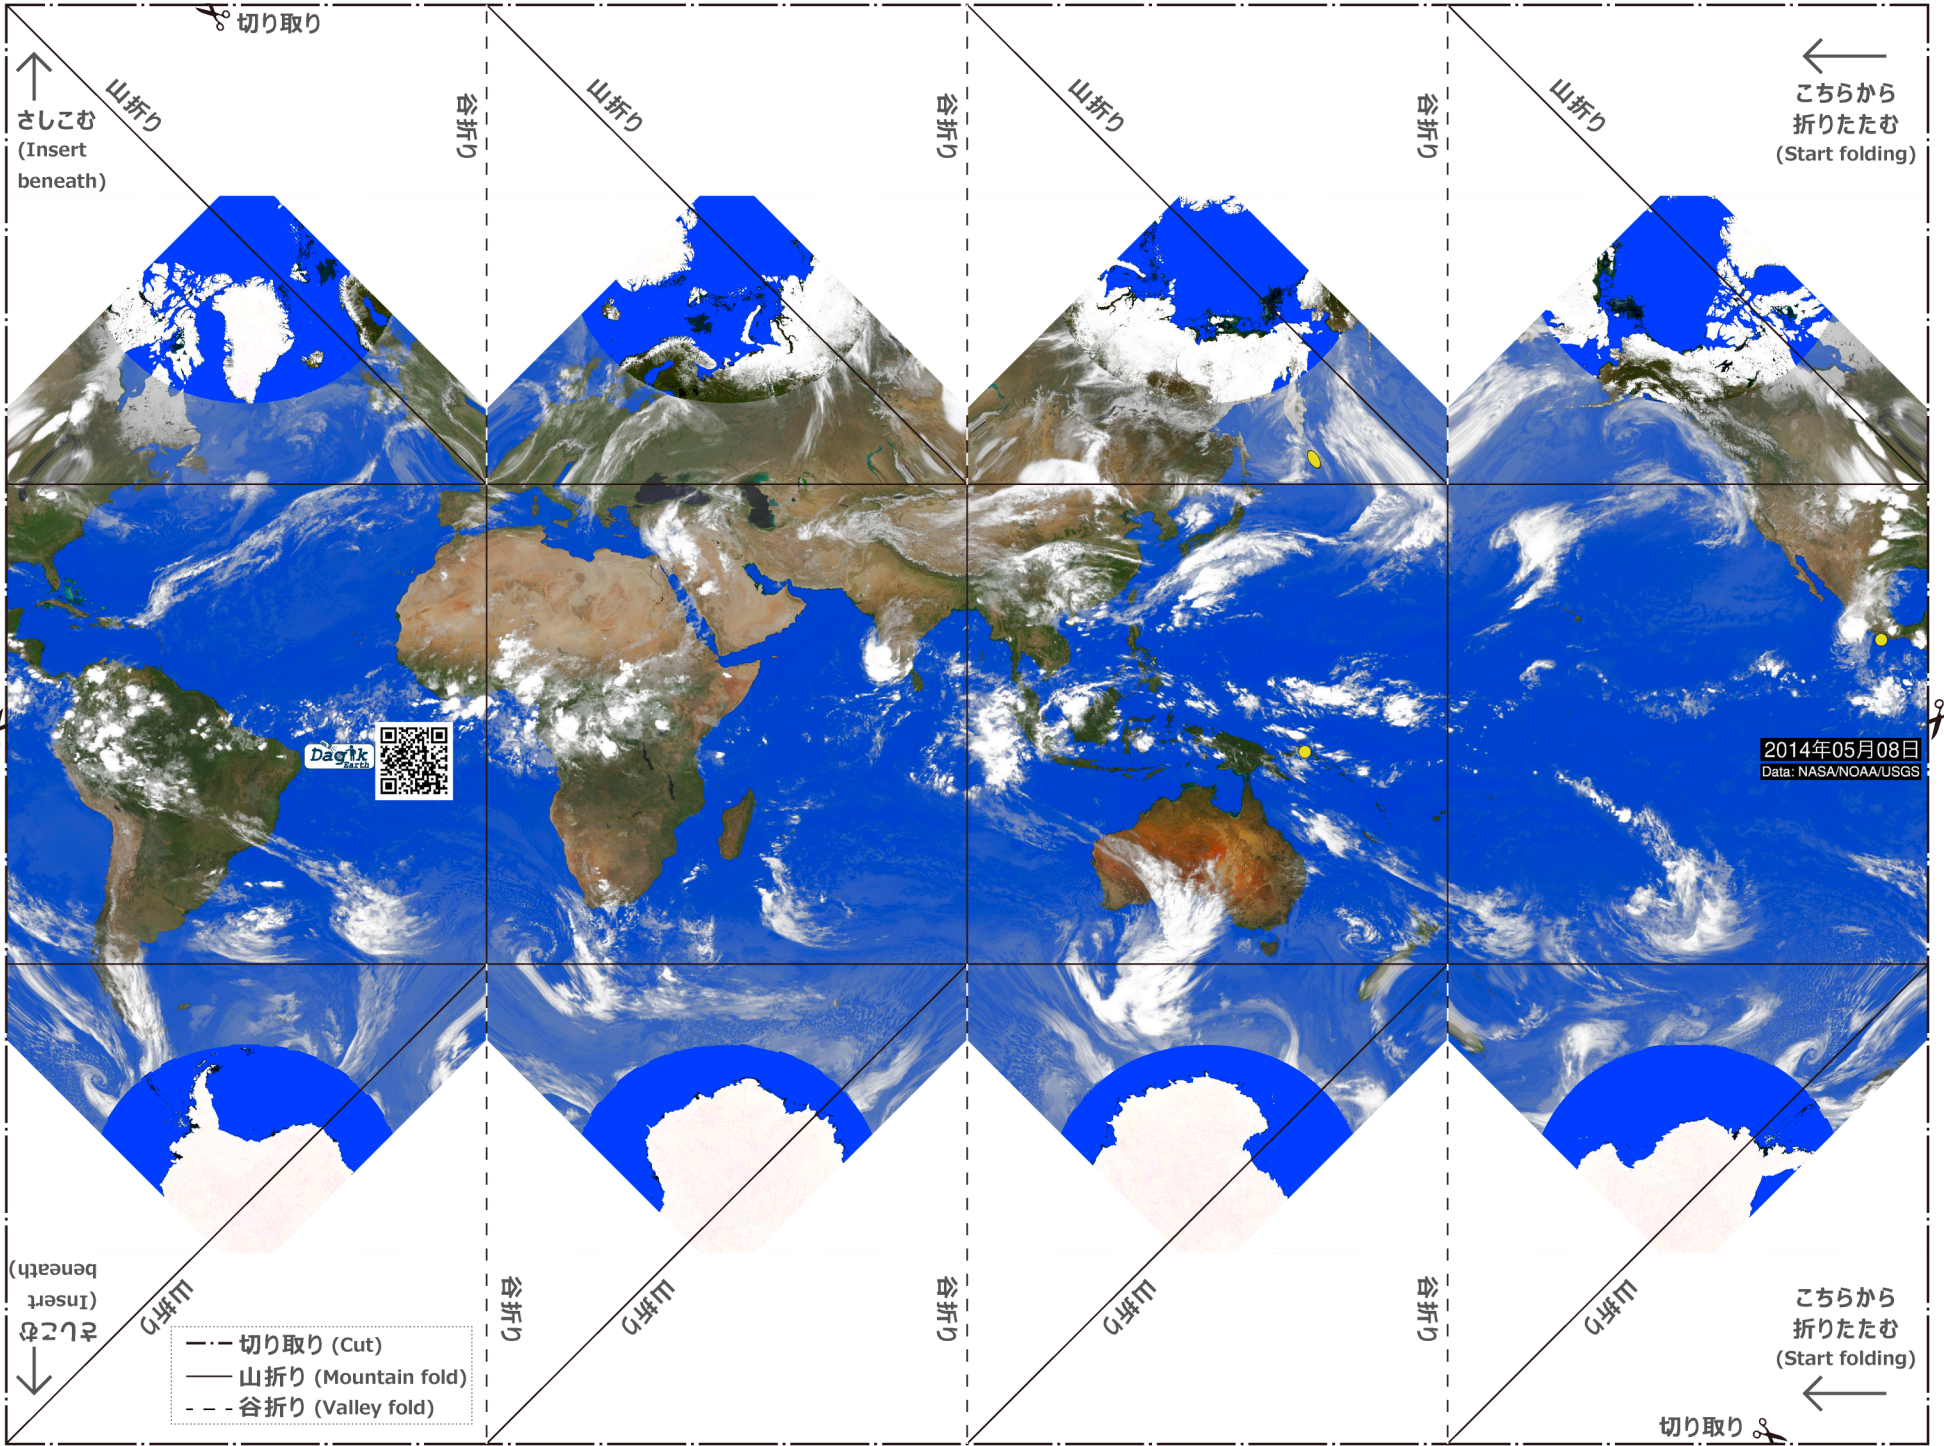 切り取り
さしこむ
(Insert
beneath)
山折り
谷折り
山折り
谷折り
山折り
谷折り
山折り
こちらから
折りたたむ
(Start folding)
Dagik
Earth
2014年05月08日
Data: NASA/NOAA/USGS
さしこむ
(Insert
beneath)
山折り
谷折り
山折り
谷折り
山折り
谷折り
山折り
こちらから
折りたたむ
(Start folding)
切り取り (Cut)
山折り (Mountain fold)
谷折り (Valley fold)
切り取り